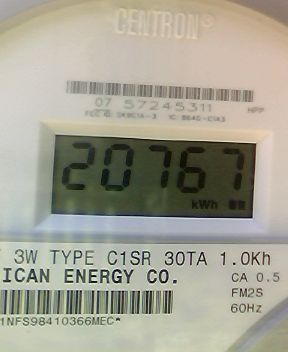 CENTRON®
07 57245311
HPP
20767
kWh
3W TYPE C1SR 30TA 1.0Kh
ICAN ENERGY CO.
CA 0.5
FM2S
60Hz
1NFS98410366MEC*